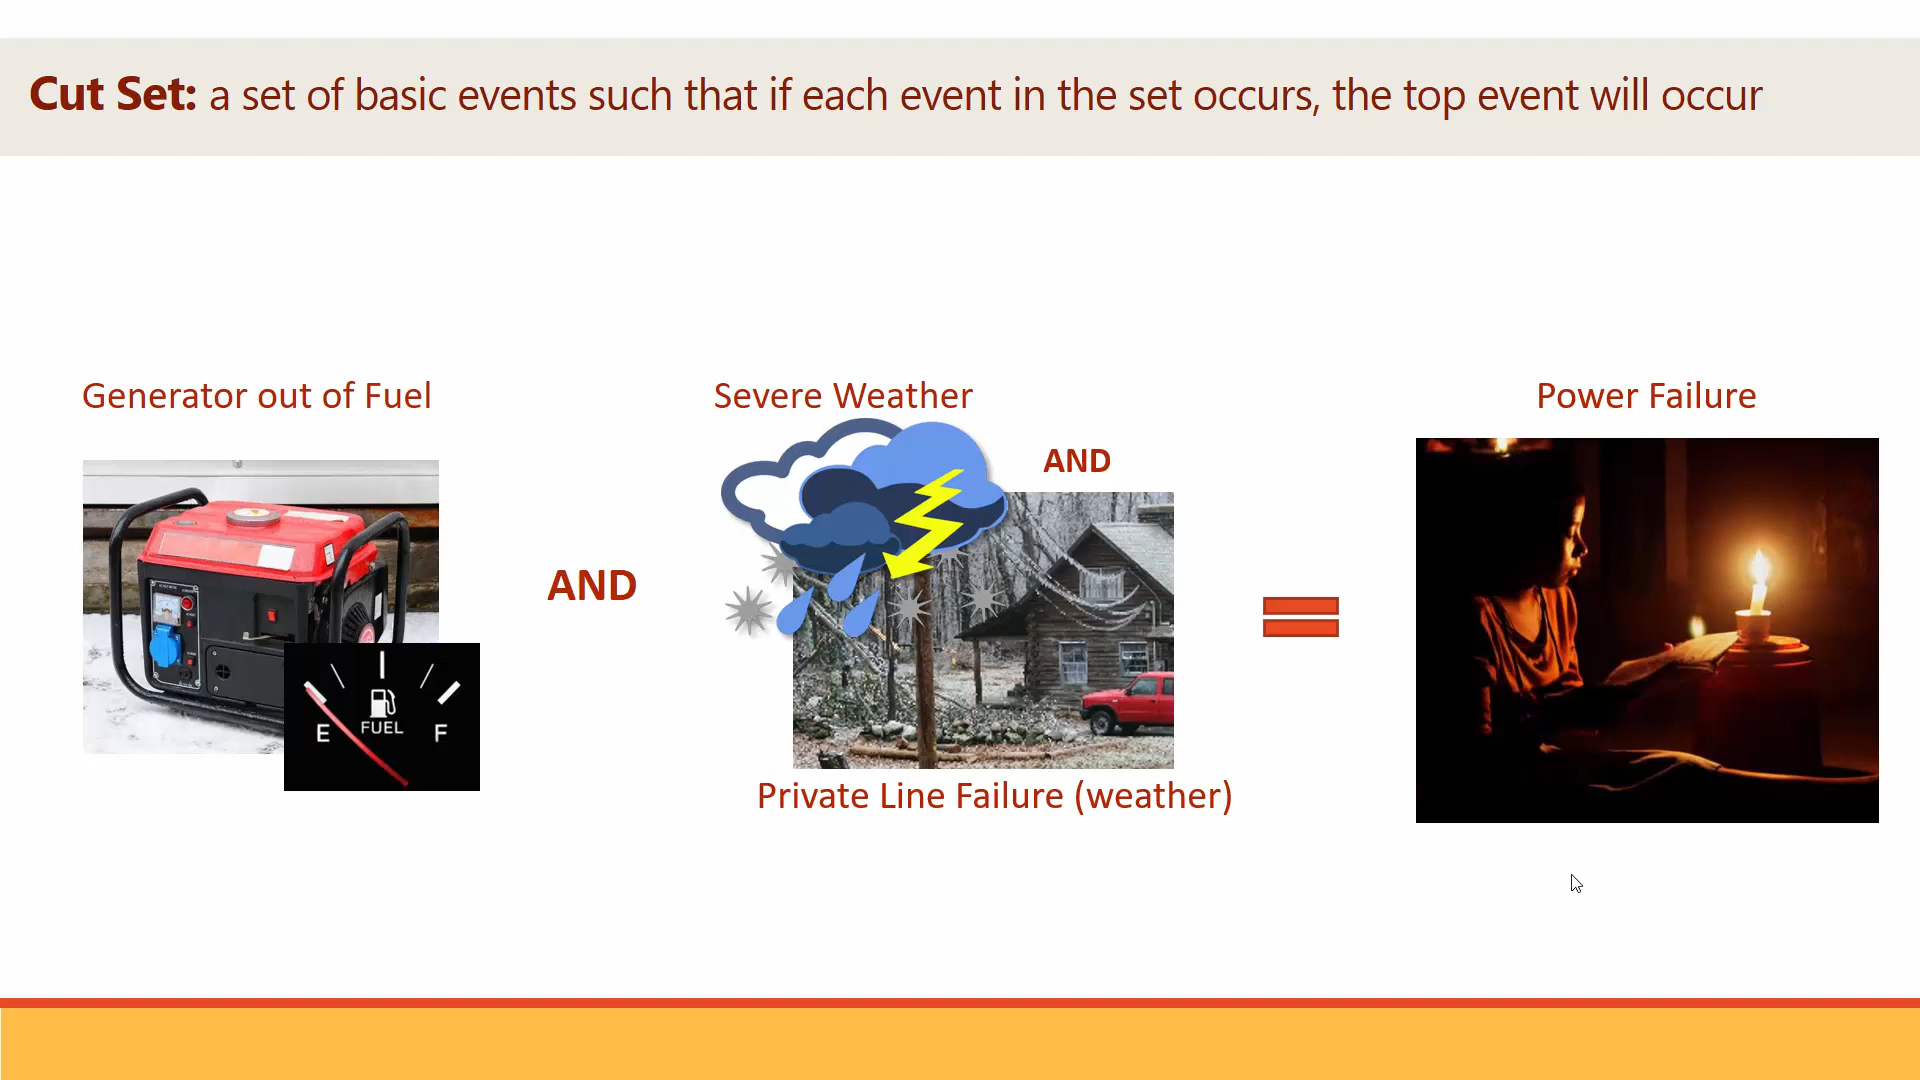 Cut Set: a set of basic events such that if each event in the set occurs, the top event will occur
Generator out of Fuel
Severe Weather
Power Failure
AND
AND
E
FUEL
F
Private Line Failure (weather)